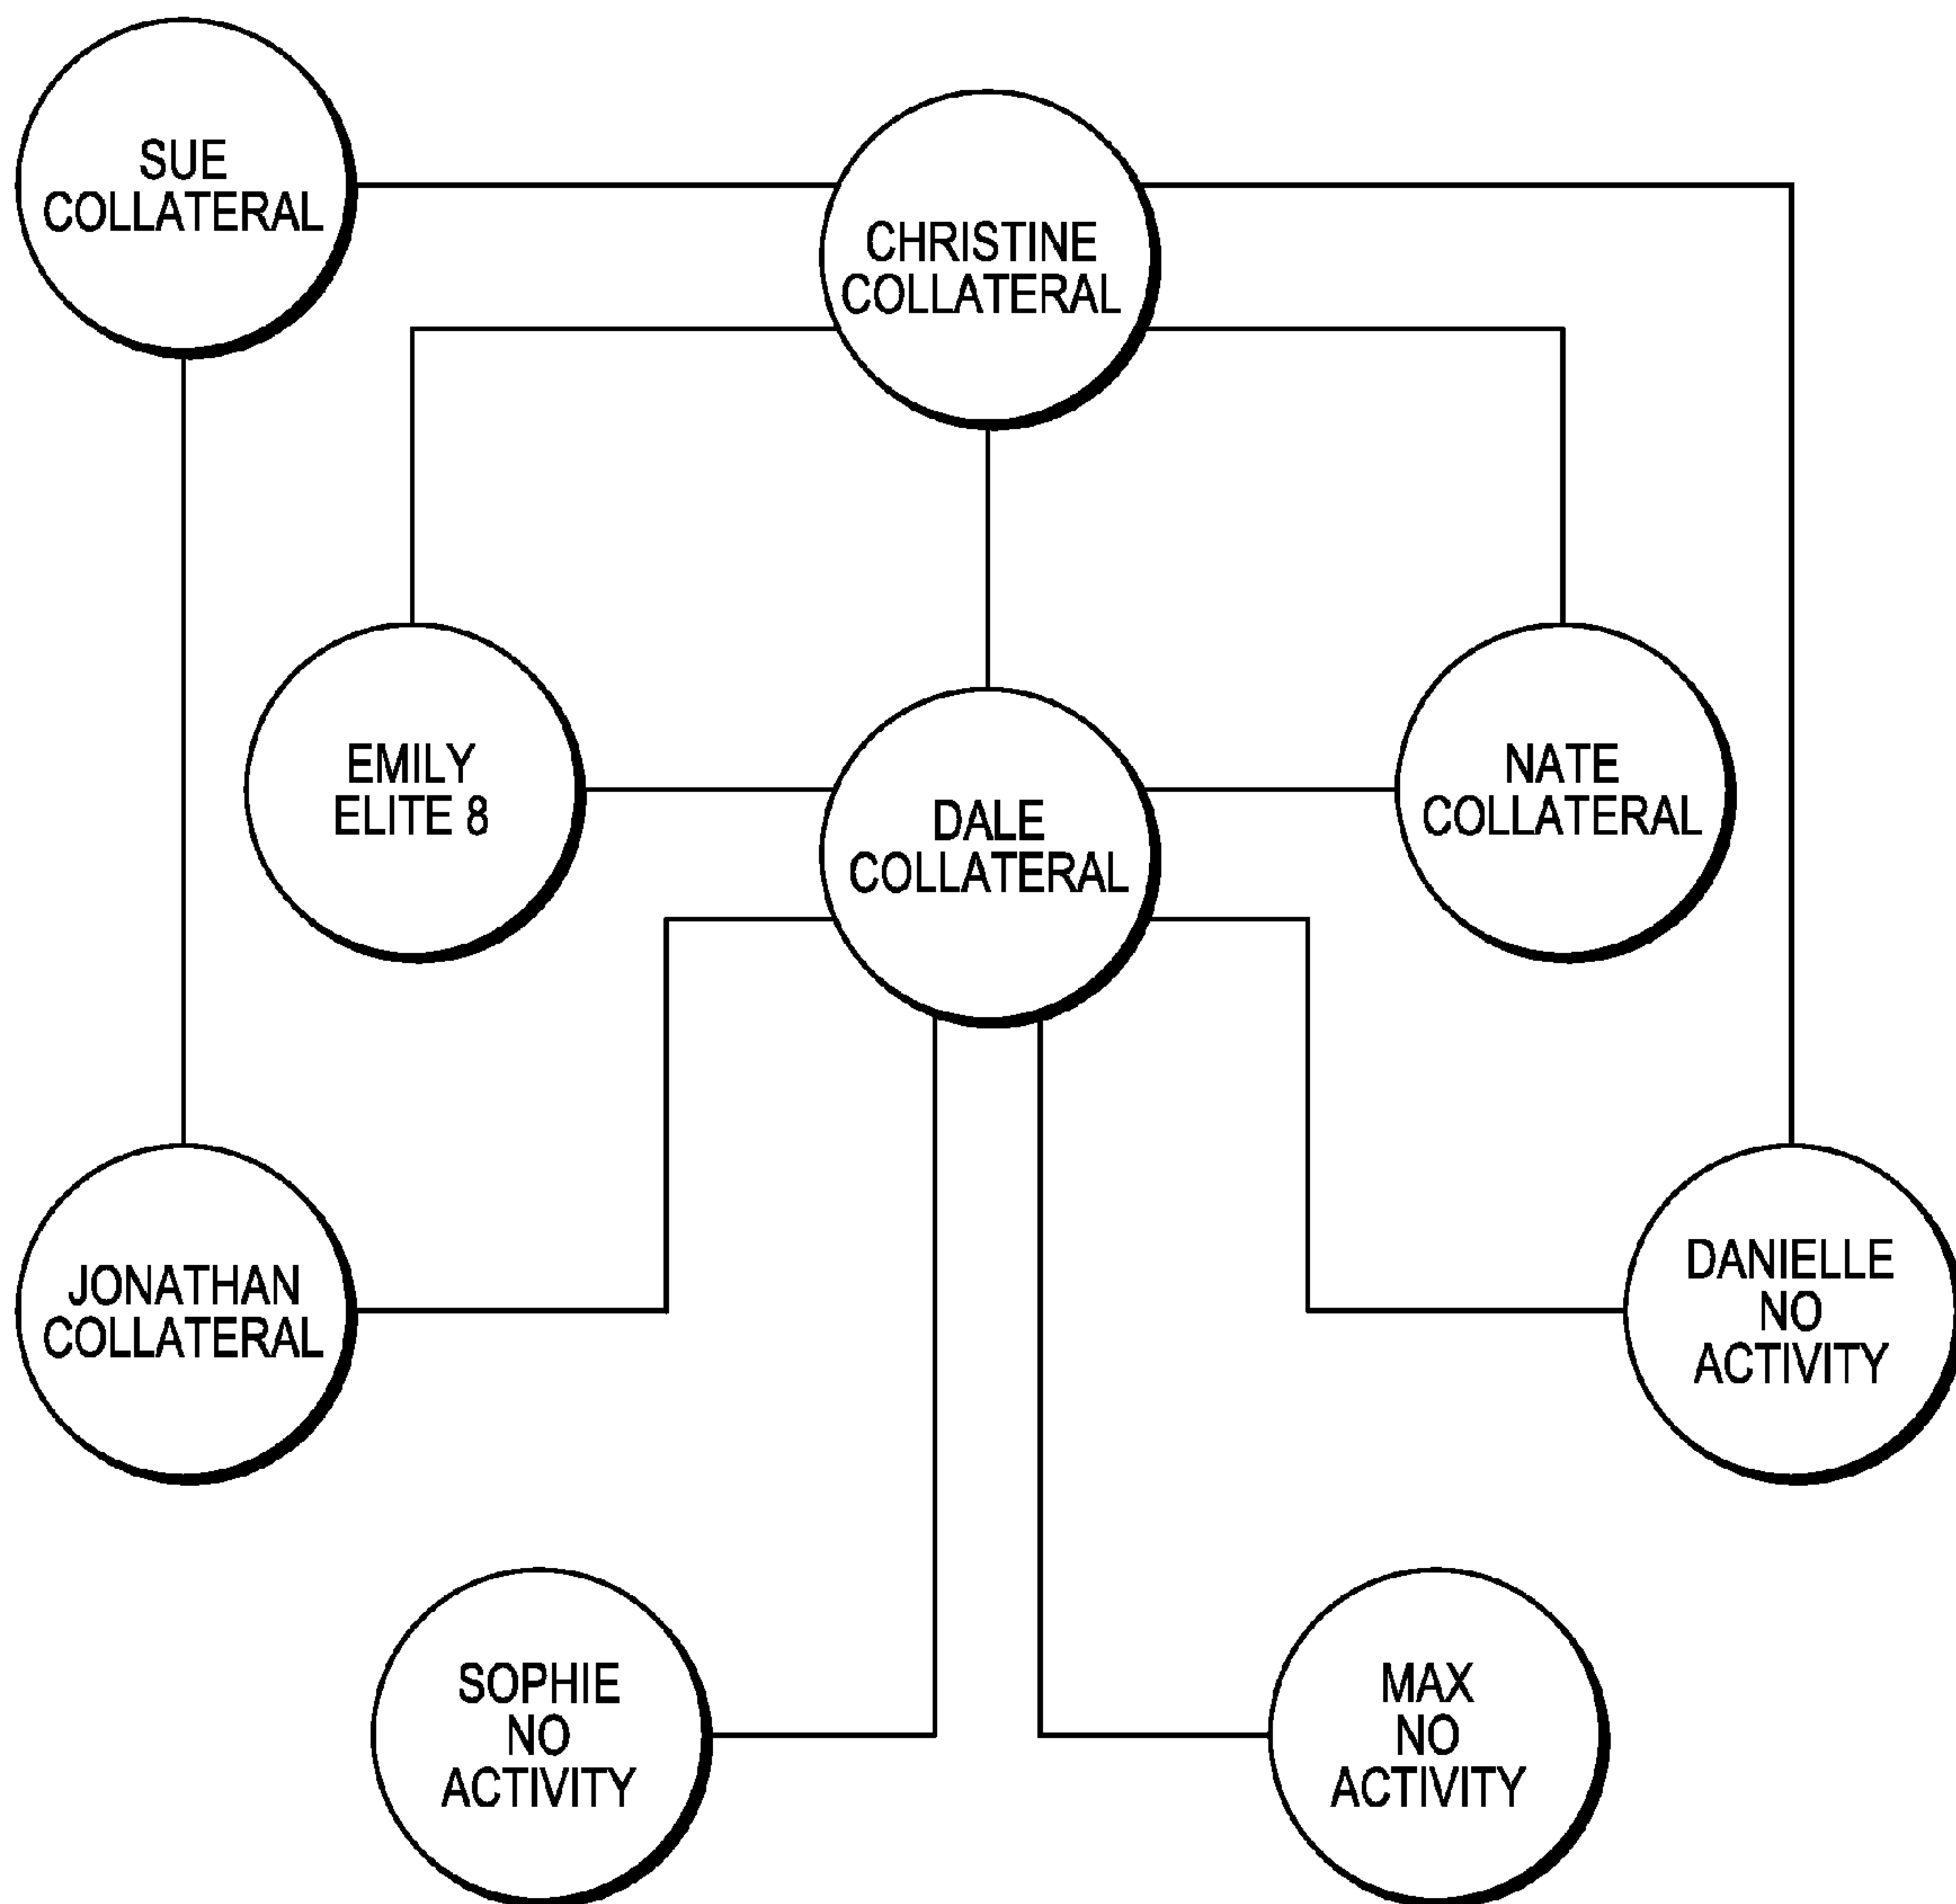 SUE
COLLATERAL
CHRISTINE
COLLATERAL
EMILY
ELITE 8
DALE
COLLATERAL
NATE
COLLATERAL
JONATHAN
COLLATERAL
DANIELLE
NO
ACTIVITY
SOPHIE
NO
ACTIVITY
MAX
NO
ACTIVITY